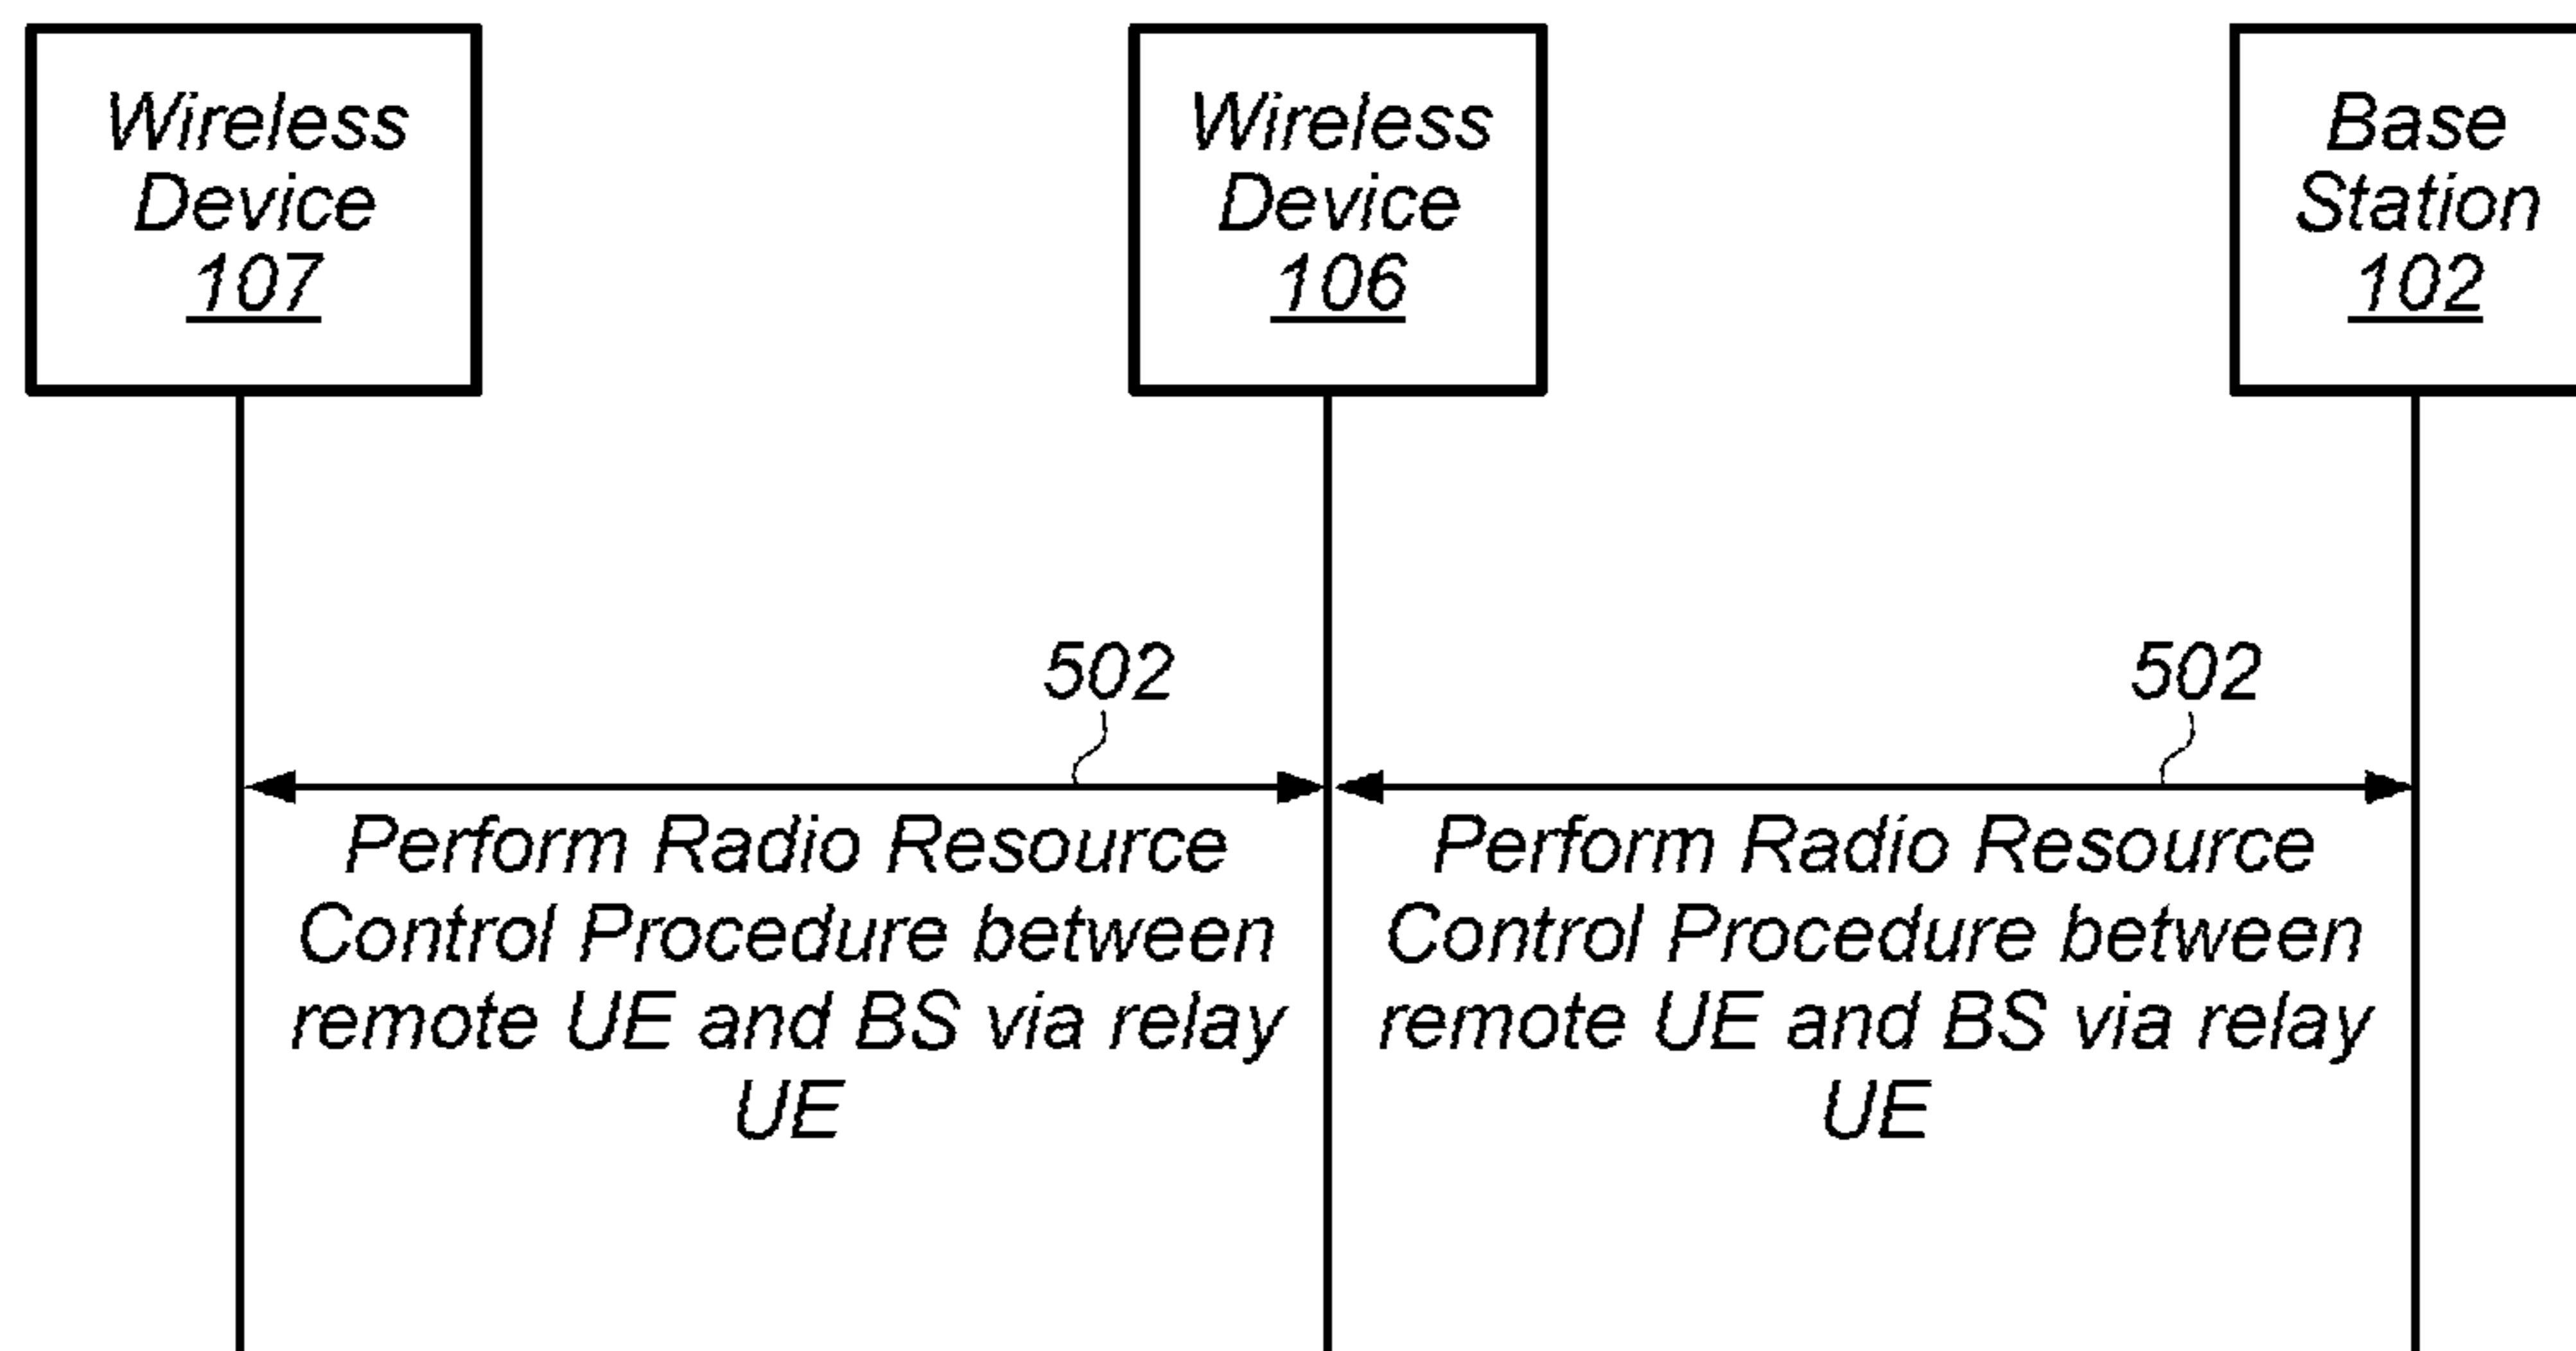 Wireless
Device
107
Wireless
Device
106
Base
Station
102
502
502
Perform Radio Resource
Control Procedure between
remote UE and BS via relay
UE
Perform Radio Resource
Control Procedure between
remote UE and BS via relay
UE